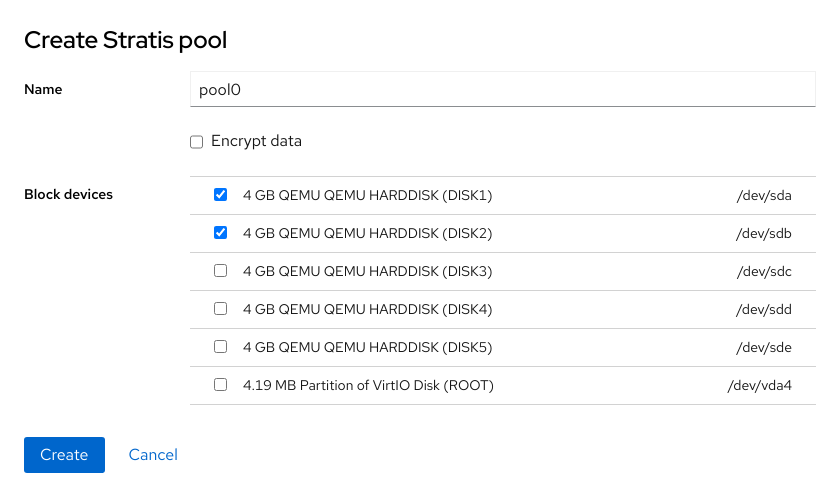 Create Stratis pool
Name
pool0
Encrypt data
Block devices
4 GB QEMU QEMU HARDDISK (DISK1) /dev/sda
4 GB QEMU QEMU HARDDISK (DISK2) /dev/sdb
4 GB QEMU QEMU HARDDISK (DISK3) /dev/sdc
4 GB QEMU QEMU HARDDISK (DISK4) /dev/sdd
4 GB QEMU QEMU HARDDISK (DISK5) /dev/sde
4.19 MB Partition of VirtIO Disk (ROOT) /dev/vda4
Create Cancel